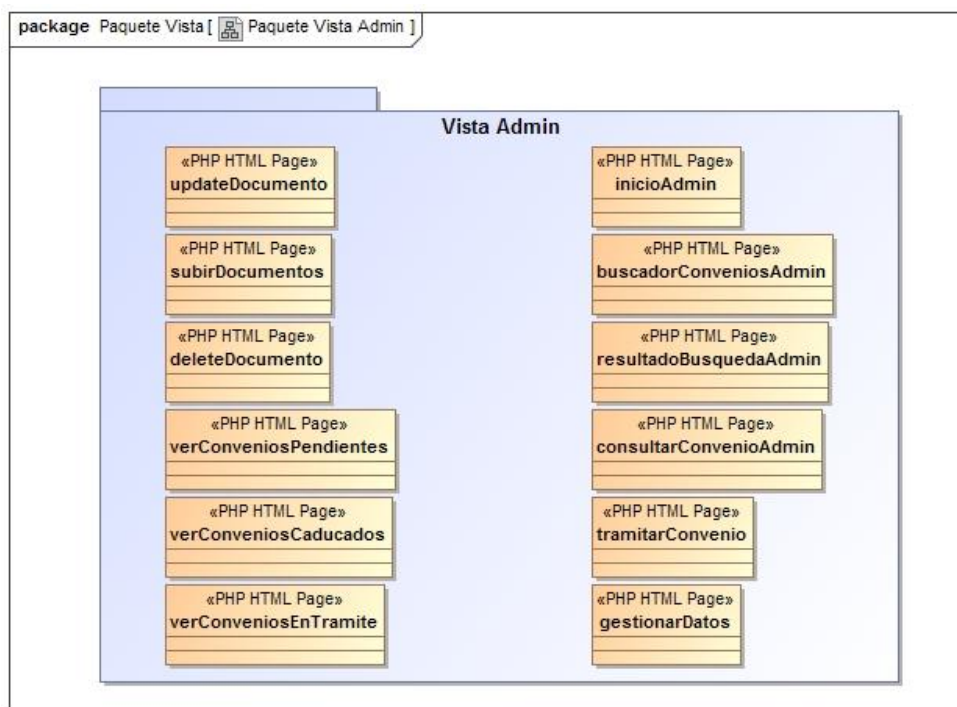 package Paquete Vista [ Paquete Vista Admin ]
Vista Admin
«PHP HTML Page»
updateDocumento
«PHP HTML Page»
subirDocumentos
«PHP HTML Page»
deleteDocumento
«PHP HTML Page»
verConveniosPendientes
«PHP HTML Page»
verConveniosCaducados
«PHP HTML Page»
verConveniosEnTramite
«PHP HTML Page»
inicioAdmin
«PHP HTML Page»
buscadorConveniosAdmin
«PHP HTML Page»
resultadoBusquedaAdmin
«PHP HTML Page»
consultarConvenioAdmin
«PHP HTML Page»
tramitarConvenio
«PHP HTML Page»
gestionarDatos